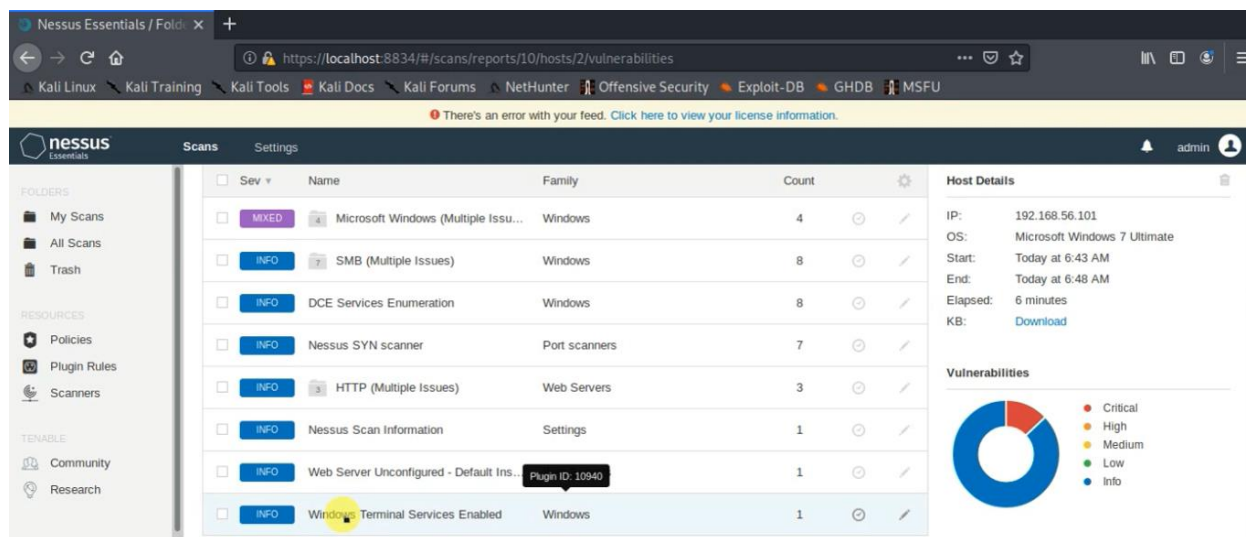 Nessus Essentials / Folde
https://localhost:8834/#/scans/reports/10/hosts/2/vulnerabilities
Kali Linux Kali Training Kali Tools Kali Docs Kali Forums NetHunter Offensive Security Exploit-DB GHDB MSFU
There's an error with your feed. Click here to view your license information.
nessus Essentials Scans Settings admin
FOLDERS
My Scans
All Scans
Trash
RESOURCES
Policies
Plugin Rules
Scanners
TENABLE
Community
Research
Sev Name Family Count
MIXED 4 Microsoft Windows (Multiple Issu... Windows 4
INFO 7 SMB (Multiple Issues) Windows 8
INFO DCE Services Enumeration Windows 8
INFO Nessus SYN scanner Port scanners 7
INFO 3 HTTP (Multiple Issues) Web Servers 3
INFO Nessus Scan Information Settings 1
INFO Web Server Unconfigured - Default Ins... 1
Plugin ID: 10940
INFO Windows Terminal Services Enabled Windows 1
Host Details
IP: 192.168.56.101
OS: Microsoft Windows 7 Ultimate
Start: Today at 6:43 AM
End: Today at 6:48 AM
Elapsed: 6 minutes
KB: Download
Vulnerabilities
Critical
High
Medium
Low
Info